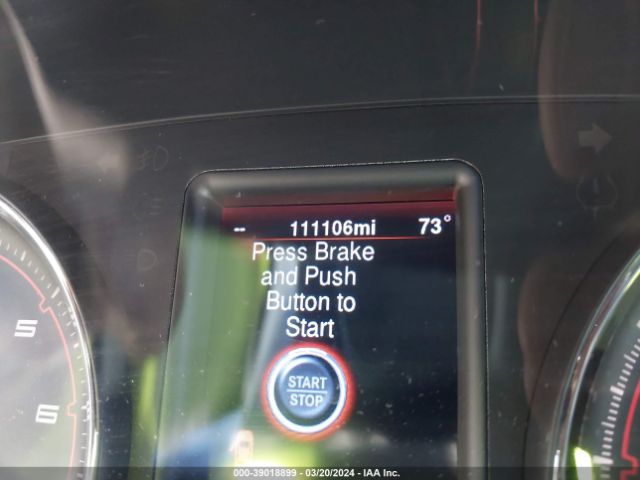 -- 111106mi 73°
Press Brake
and Push
Button to
Start
START
STOP
5
6
000-39018899 - 03/20/2024 - IAA Inc.